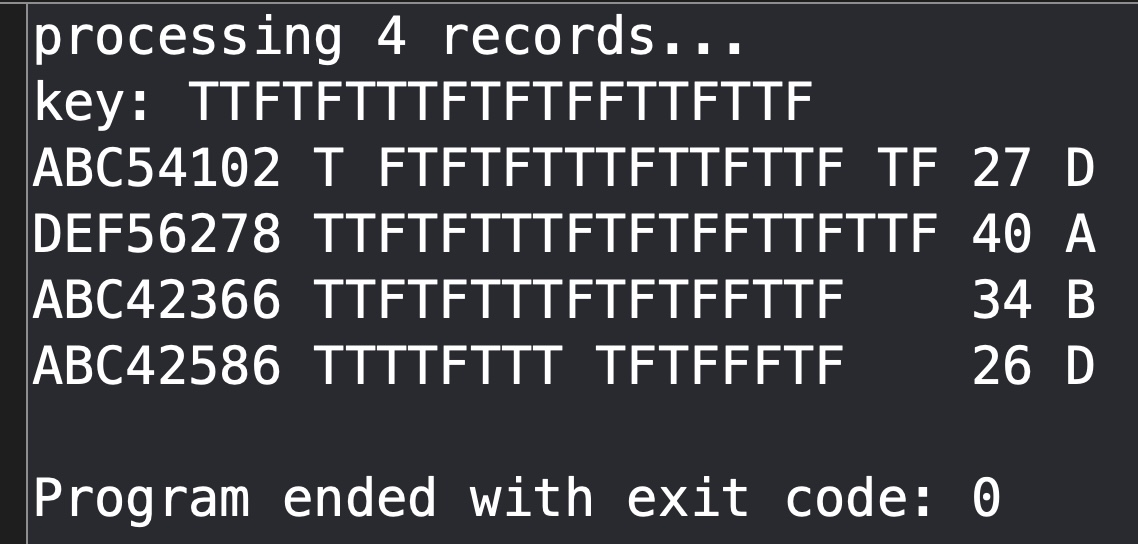 processing 4 records...
key: TTFTFTTTFTFTFFTTFTTF
ABC54102 T FTFTFTTTFTTFTTF TF 27 D
DEF56278 TTFTFTTTFTFTFFTTFTTF 40 A
ABC42366 TTFTFTTTFTFTFFTTF    34 B
ABC42586 TTTTFTTT TFTFFFTF    26 D
Program ended with exit code: 0